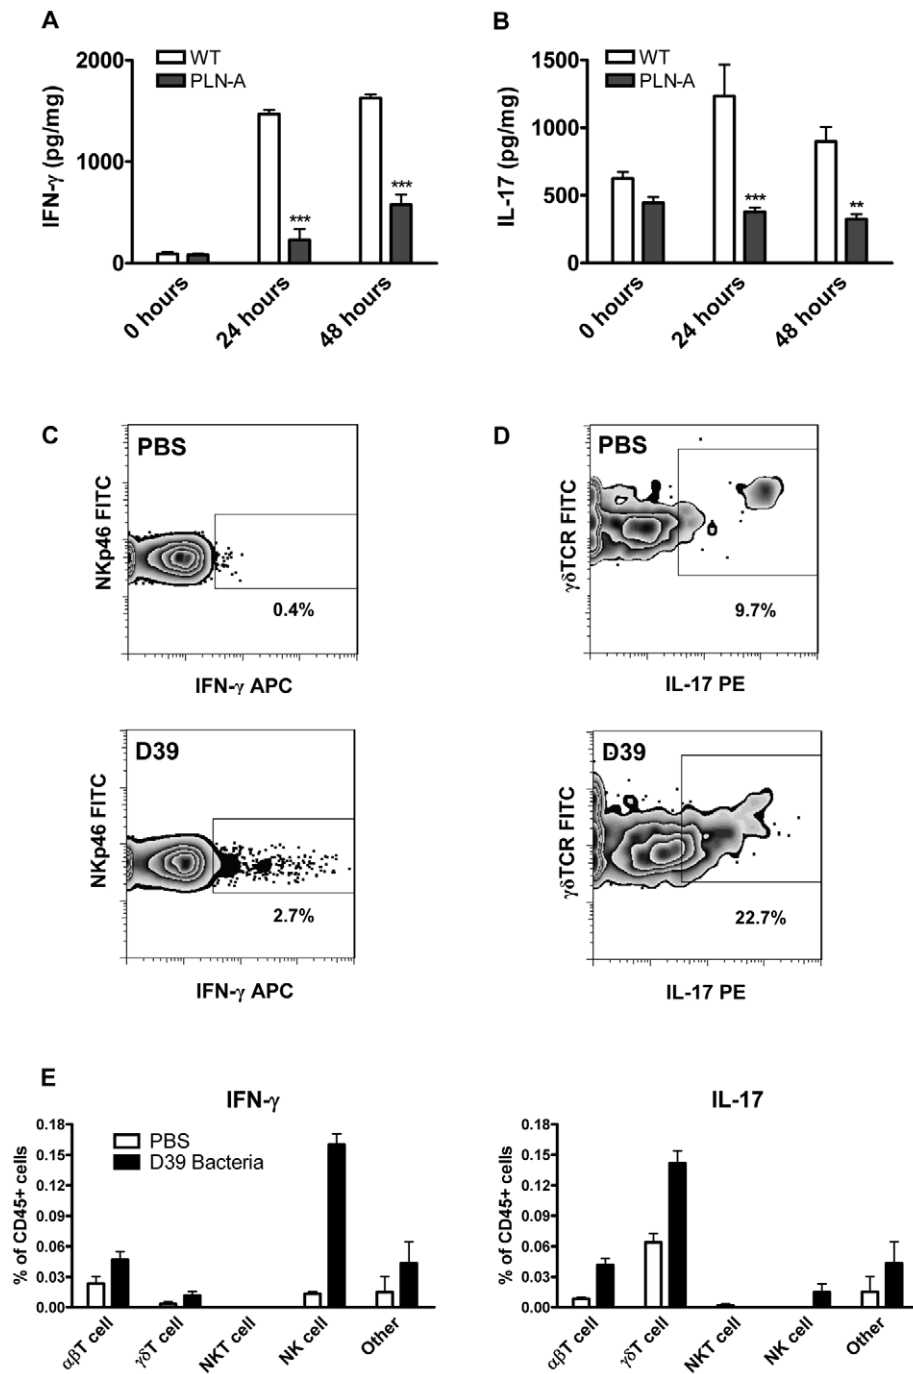 A
2000
1000
0
IFN-γ (pg/mg)
WT
PLN-A
***
***
0 hours
24 hours
48 hours
B
1500
1000
500
0
IL-17 (pg/mg)
WT
PLN-A
***
**
0 hours
24 hours
48 hours
C
PBS
NKp46 FITC
0.4%
IFN-γ APC
D
PBS
γδTCR FITC
9.7%
IL-17 PE
D39
NKp46 FITC
2.7%
IFN-γ APC
D39
γδTCR FITC
22.7%
IL-17 PE
E
IFN-γ
0.18
0.15
0.12
0.09
0.06
0.03
0.00
% of CD45+ cells
PBS
D39 Bacteria
αβT cell
γδT cell
NKT cell
NK cell
Other
IL-17
0.18
0.15
0.12
0.09
0.06
0.03
0.00
% of CD45+ cells
αβT cell
γδT cell
NKT cell
NK cell
Other